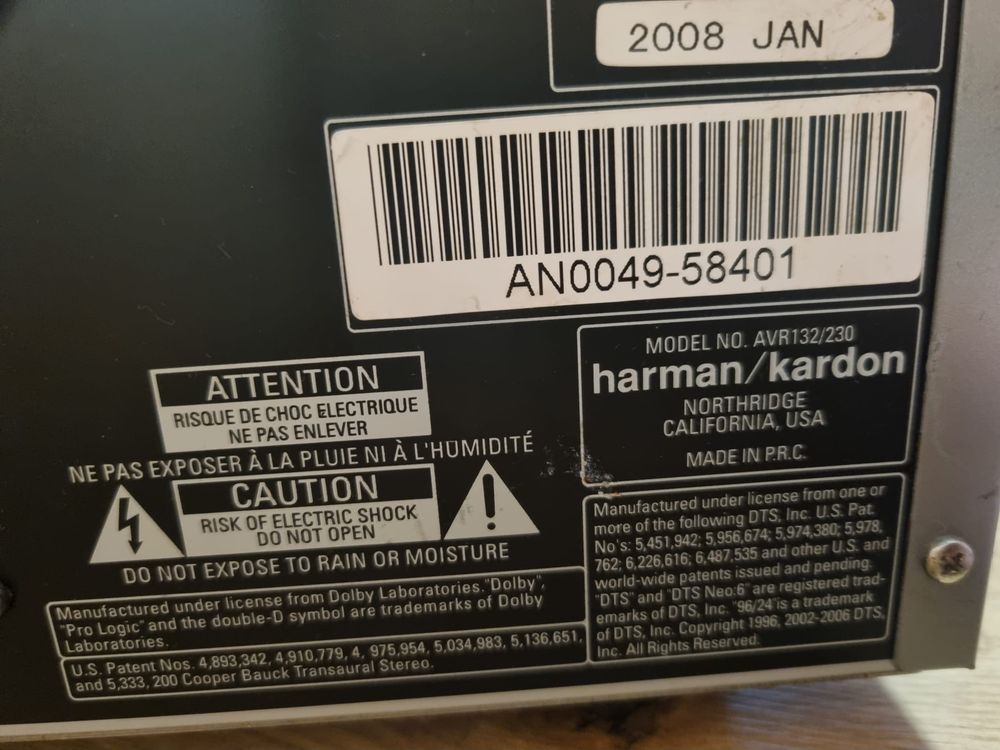 2008 JAN
AN0049-58401
MODEL NO. AVR132/230
harman/kardon
NORTHRIDGE
CALIFORNIA, USA
MADE IN P.R.C.
ATTENTION
RISQUE DE CHOC ELECTRIQUE
NE PAS ENLEVER
NE PAS EXPOSER À LA PLUIE NI À L'HUMIDITÉ
CAUTION
RISK OF ELECTRIC SHOCK
DO NOT OPEN
DO NOT EXPOSE TO RAIN OR MOISTURE
Manufactured under license from Dolby Laboratories. "Dolby",
"Pro Logic" and the double-D symbol are trademarks of Dolby
Laboratories.
U.S. Patent Nos. 4,893,342, 4,910,779, 4, 975,954, 5,034,983, 5,136,651,
and 5,333, 200 Cooper Bauck Transaural Stereo.
Manufactured under license from one or
more of the following DTS, Inc. U.S. Pat.
No's: 5,451,942; 5,956,674; 5,974,380; 5,978,
762; 6,226,616; 6,487,535 and other U.S. and
world-wide patents issued and pending.
"DTS" and "DTS Neo:6" are registered trad-
emarks of DTS, Inc. "96/24" is a trademark
of DTS, Inc. Copyright 1996, 2002-2006 DTS,
Inc. All Rights Reserved.